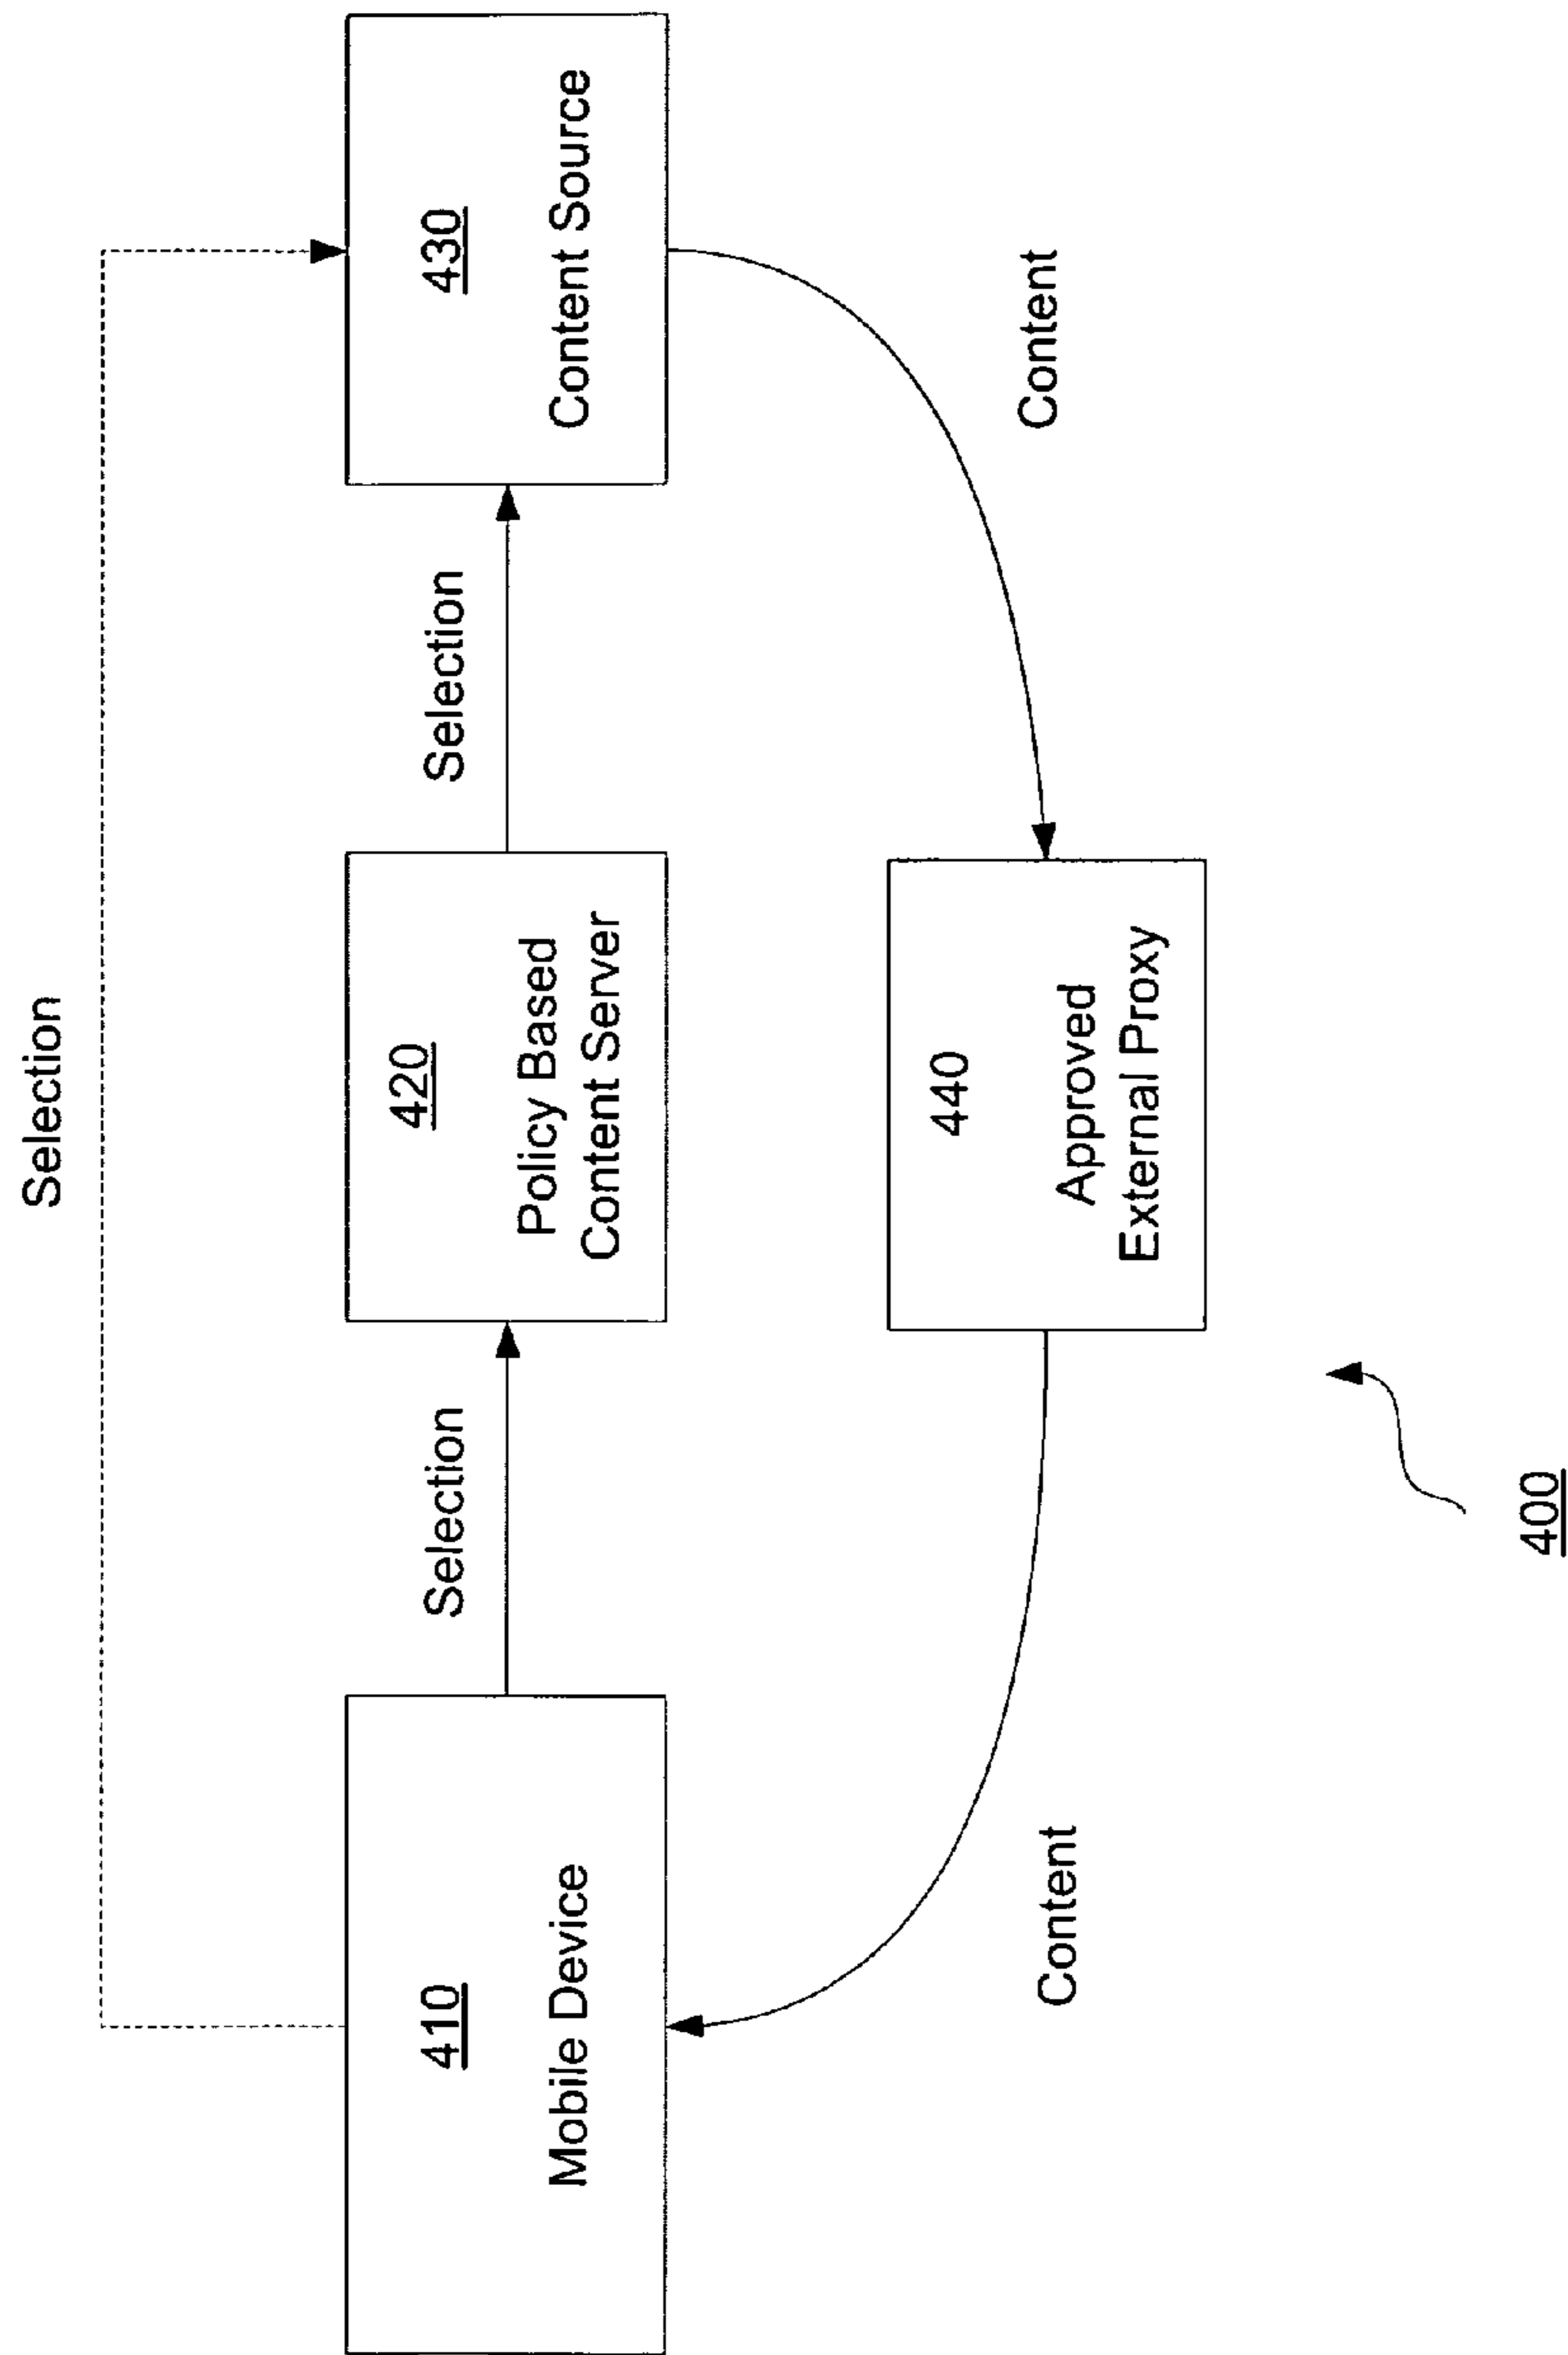 Selection
410
Mobile Device
Selection
420
Policy Based
Content Server
Selection
430
Content Source
Content
440
Approved
External Proxy
Content
400